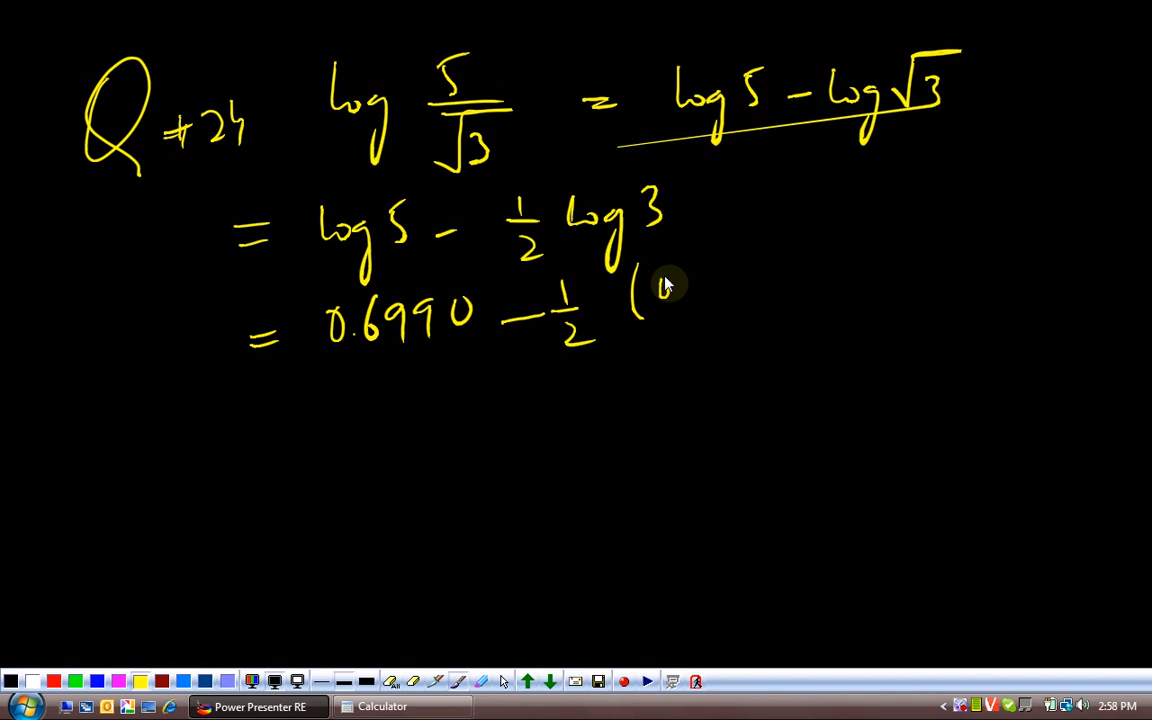 Q #24 log 5/√3 = log 5 − log √3
= log 5 − 1/2 log 3
= 0.6990 − 1/2 (0
Power Presenter RE Calculator 2:58 PM